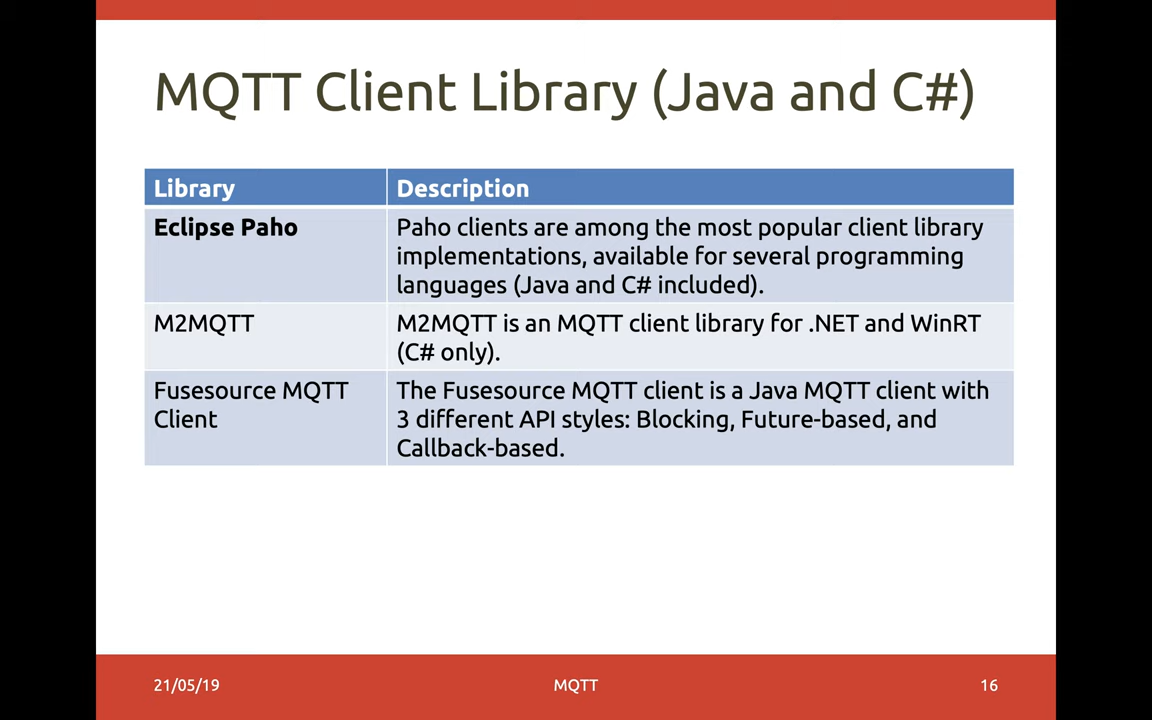 MQTT Client Library (Java and C#)
Library
Description
Eclipse Paho
Paho clients are among the most popular client library
implementations, available for several programming
languages (Java and C# included).
M2MQTT
M2MQTT is an MQTT client library for .NET and WinRT
(C# only).
Fusesource MQTT
Client
The Fusesource MQTT client is a Java MQTT client with
3 different API styles: Blocking, Future-based, and
Callback-based.
21/05/19
MQTT
16